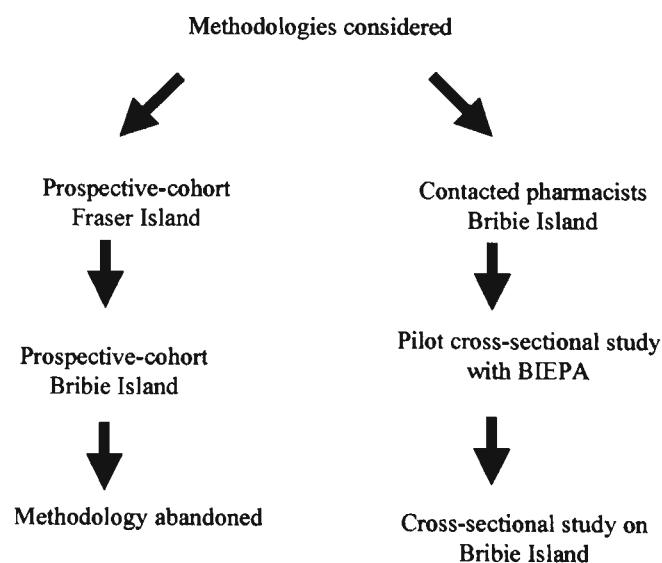 Methodologies considered
Prospective-cohort
Fraser Island
Contacted pharmacists
Bribie Island
Prospective-cohort
Bribie Island
Pilot cross-sectional study
with BIEPA
Methodology abandoned
Cross-sectional study on
Bribie Island